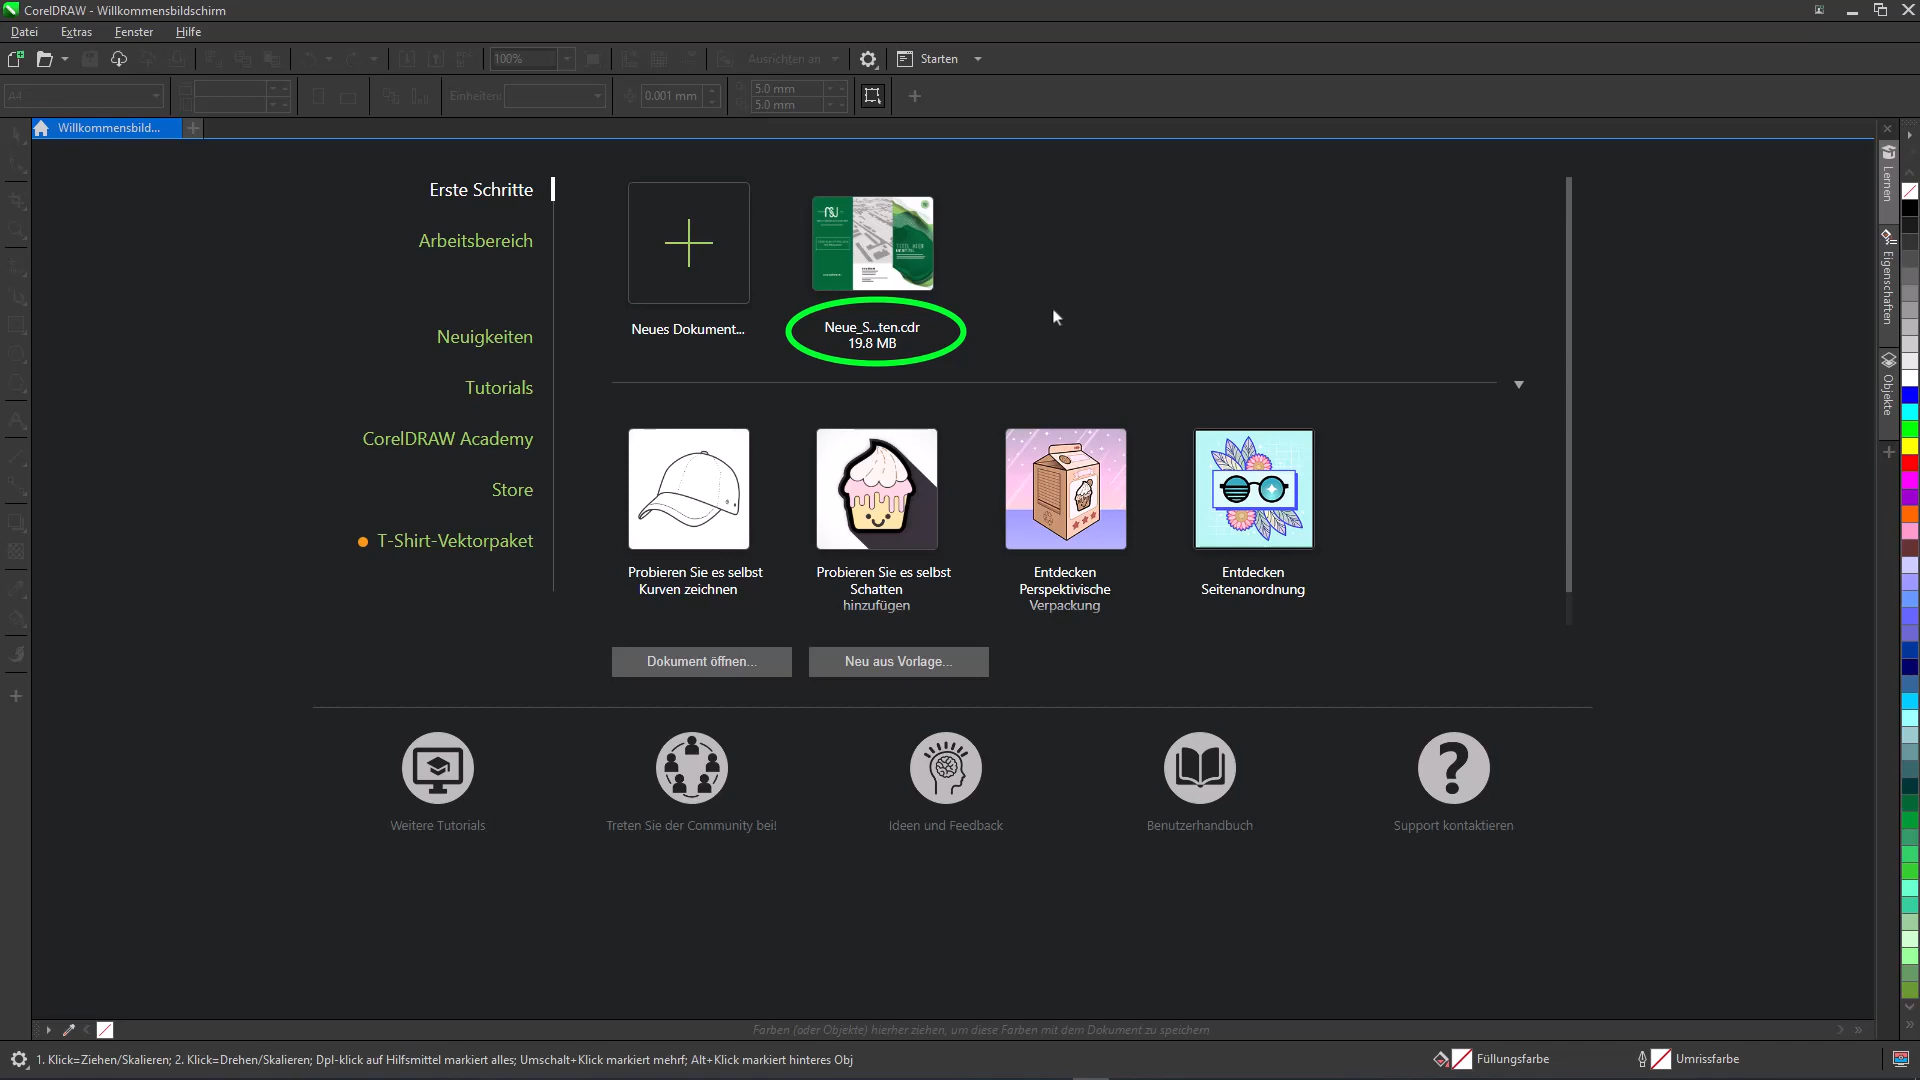 CorelDRAW - Willkommensbildschirm
Datei Extras Fenster Hilfe
100% Ausrichten an Starten
A4 Einheiten: 0.001 mm 5.0 mm
5.0 mm
Willkommensbild...
Erste Schritte
Arbeitsbereich
Neuigkeiten
Tutorials
CorelDRAW Academy
Store
T-Shirt-Vektorpaket
Neues Dokument...
Neue_S...ten.cdr
19.8 MB
Probieren Sie es selbst
Kurven zeichnen
Probieren Sie es selbst
Schatten
hinzufügen
Entdecken
Perspektivische
Verpackung
Entdecken
Seitenanordnung
Dokument öffnen...
Neu aus Vorlage...
Weitere Tutorials
Treten Sie der Community bei!
Ideen und Feedback
Benutzerhandbuch
Support kontaktieren
Lernen
Eigenschaften
Objekte
Farben (oder Objekte) hierher ziehen, um diese Farben mit dem Dokument zu speichern
1. Klick=Ziehen/Skalieren; 2. Klick=Drehen/Skalieren; Dpl-klick auf Hilfsmittel markiert alles; Umschalt+Klick markiert mehrf; Alt+Klick markiert hinteres Obj
Füllungsfarbe
Umrissfarbe